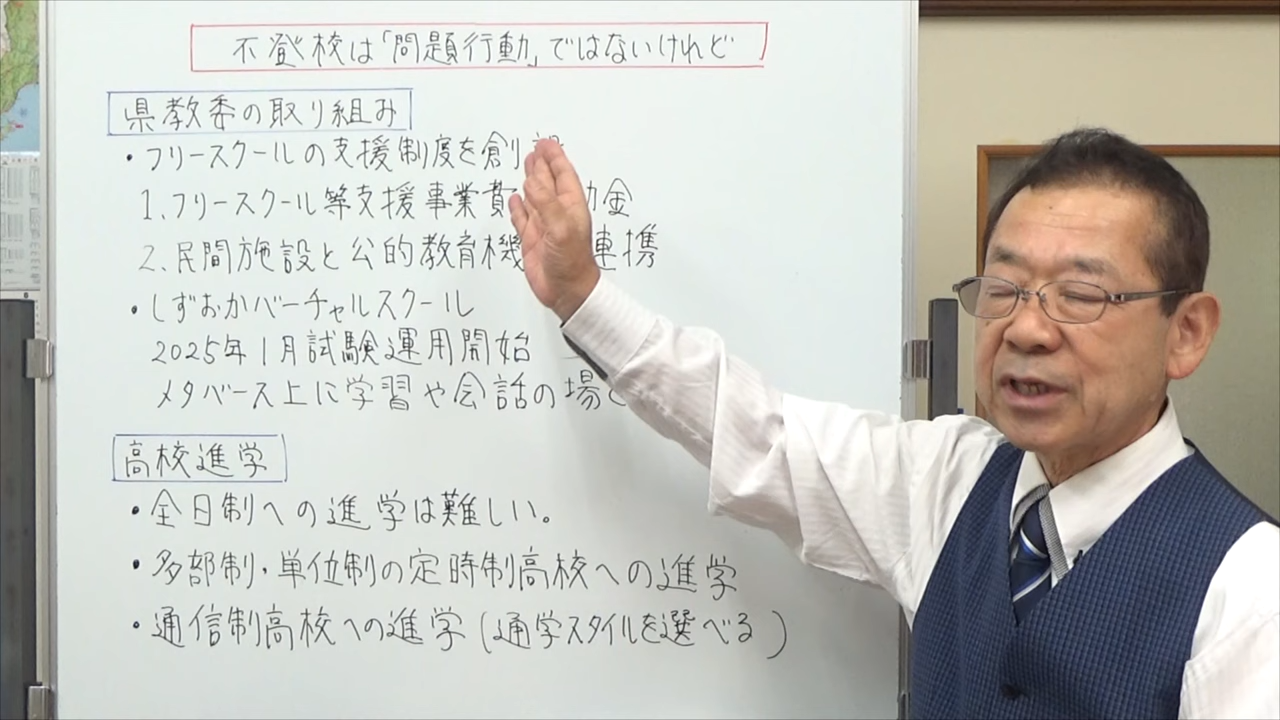 不登校は「問題行動」ではないけれど
県教委の取り組み
・フリースクールの支援制度を創設
1.フリースクール等支援事業費 助金
2.民間施設と公的教育機 連携
・しずおかバーチャルスクール
2025年1月試験運用開始
メタバース上に学習や会話の場
高校進学
・全日制への進学は難しい。
・多部制・単位制の定時制高校への進学
・通信制高校への進学(通学スタイルを選べる)